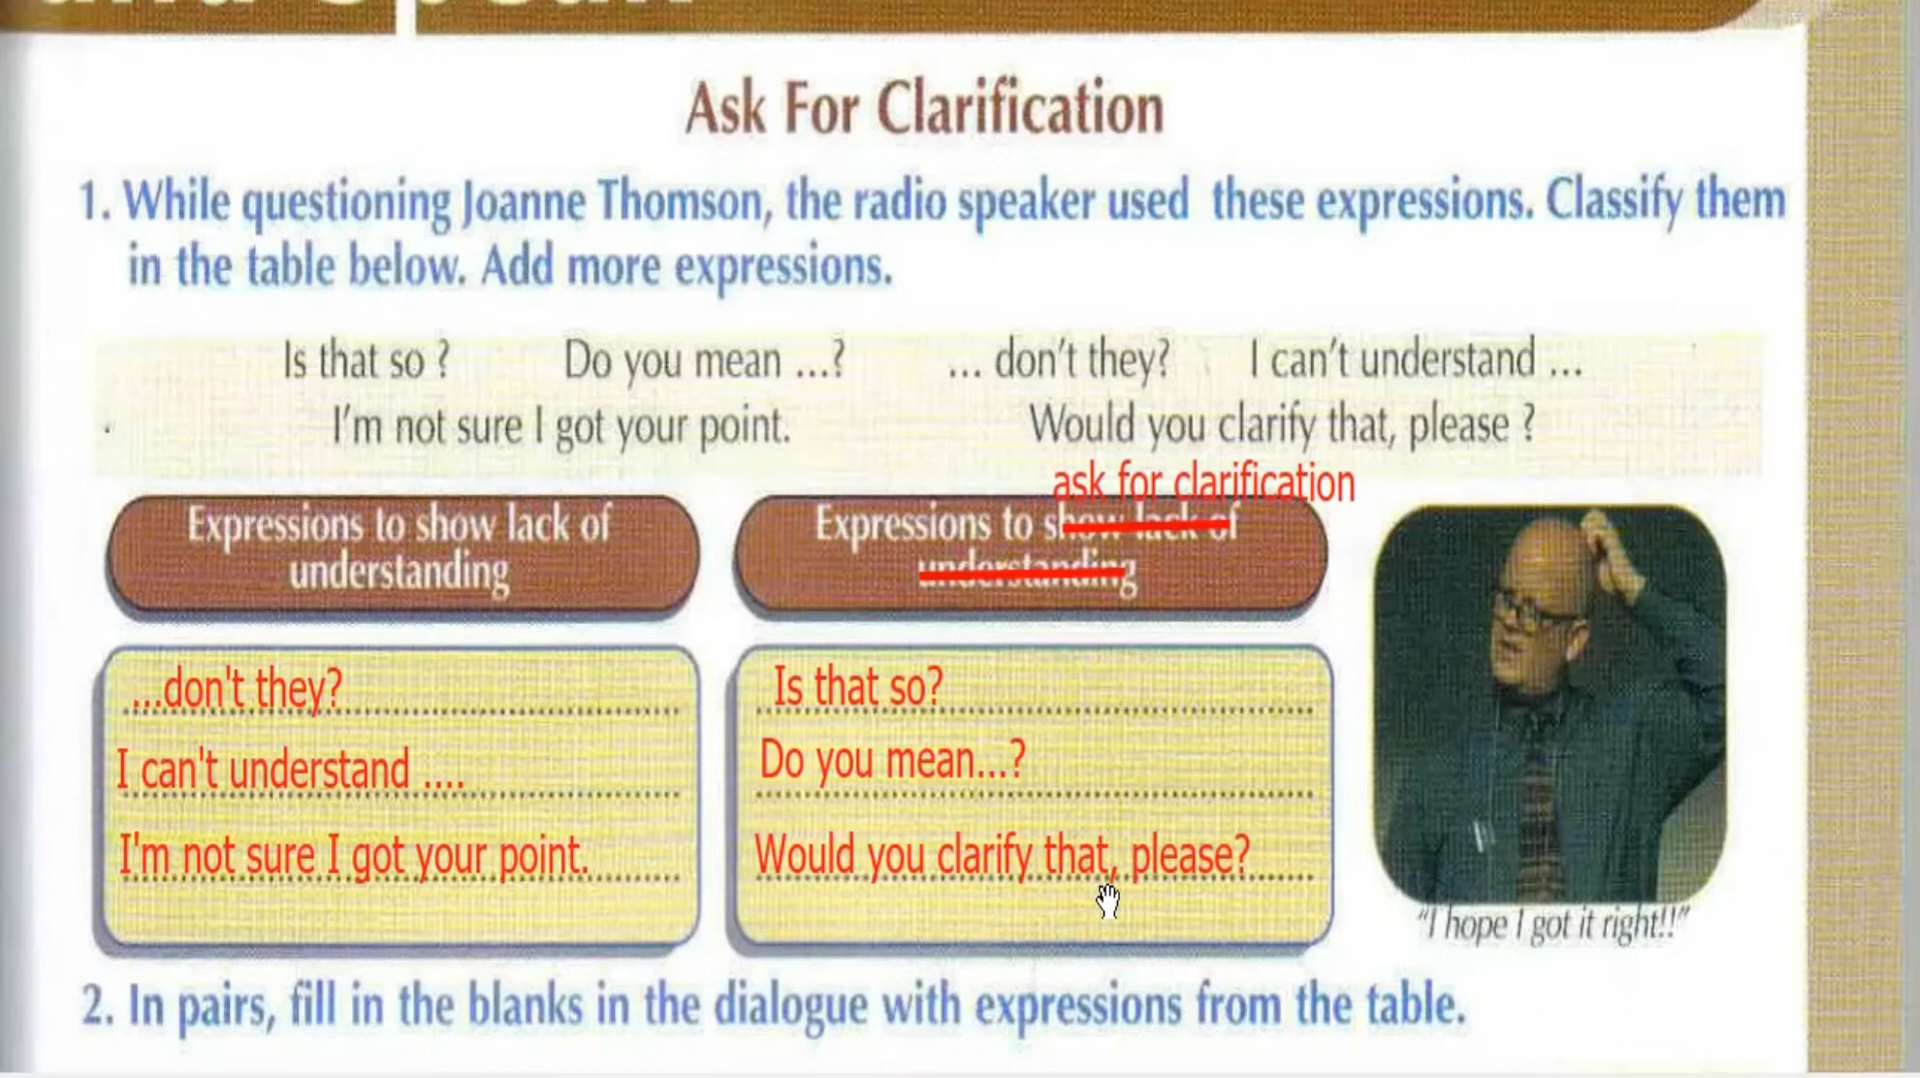 and Speak
Ask For Clarification
1. While questioning Joanne Thomson, the radio speaker used these expressions. Classify them
in the table below. Add more expressions.
Is that so ? Do you mean ...? ... don't they? I can't understand ...
I'm not sure I got your point. Would you clarify that, please ?
ask for clarification
Expressions to show lack of
understanding
Expressions to show lack of
understanding
...don't they?
I can't understand ....
I'm not sure I got your point.
Is that so?
Do you mean...?
Would you clarify that, please?
"I hope I got it right!!"
2. In pairs, fill in the blanks in the dialogue with expressions from the table.